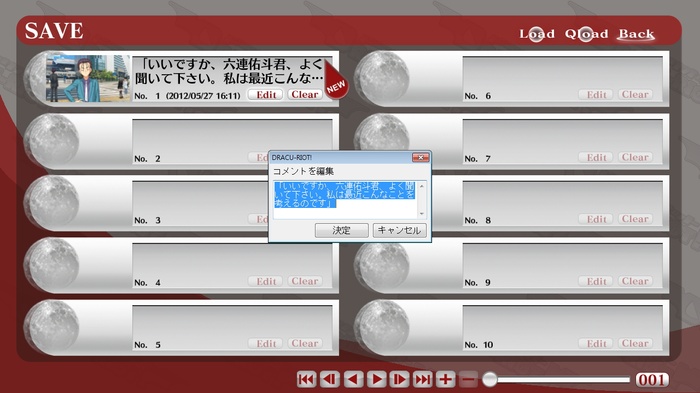 SAVE
Load Qload Back
「いいですか、六連佑斗君、よく
聞いて下さい。私は最近こんな…
No. 1 (2012/05/27 16:11) Edit Clear
NEW
No. 2 Edit Clear
No. 3 Edit Clear
No. 4 Edit Clear
No. 5 Edit Clear
No. 6 Edit Clear
No. 7 Edit Clear
No. 8 Edit Clear
No. 9 Edit Clear
No. 10 Edit Clear
DRACU-RIOT!
コメントを編集
「いいですか、六連佑斗君、よく聞
いて下さい。私は最近こんなことを
考えるのです」
決定 キャンセル
001